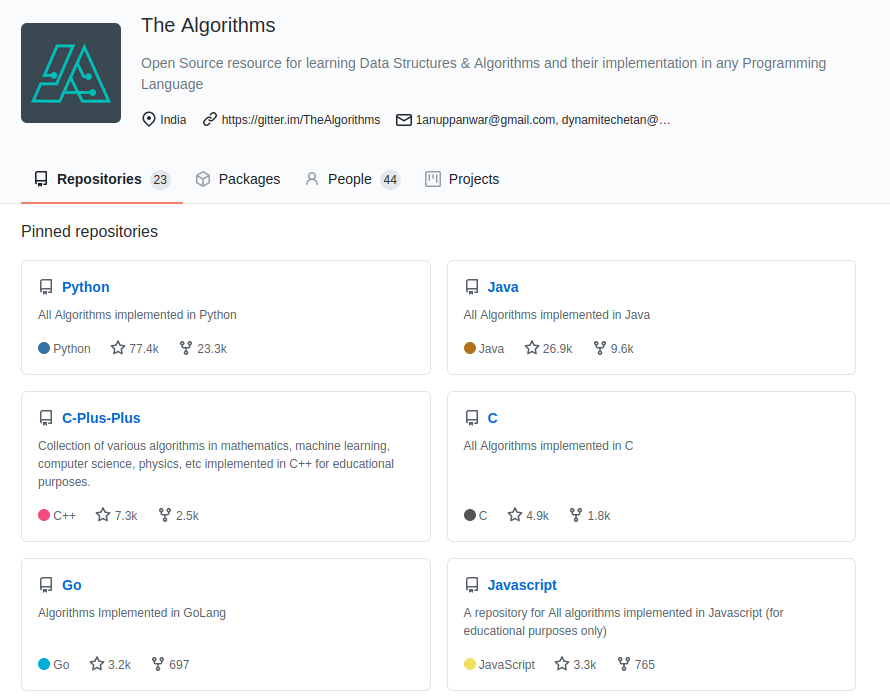 The Algorithms
Open Source resource for learning Data Structures & Algorithms and their implementation in any Programming
Language
India https://gitter.im/TheAlgorithms 1anuppanwar@gmail.com, dynamitechetan@…
Repositories 23 Packages People 44 Projects
Pinned repositories
Python
All Algorithms implemented in Python
Python 77.4k 23.3k
Java
All Algorithms implemented in Java
Java 26.9k 9.6k
C-Plus-Plus
Collection of various algorithms in mathematics, machine learning,
computer science, physics, etc implemented in C++ for educational
purposes.
C++ 7.3k 2.5k
C
All Algorithms implemented in C
C 4.9k 1.8k
Go
Algorithms Implemented in GoLang
Go 3.2k 697
Javascript
A repository for All algorithms implemented in Javascript (for
educational purposes only)
JavaScript 3.3k 765